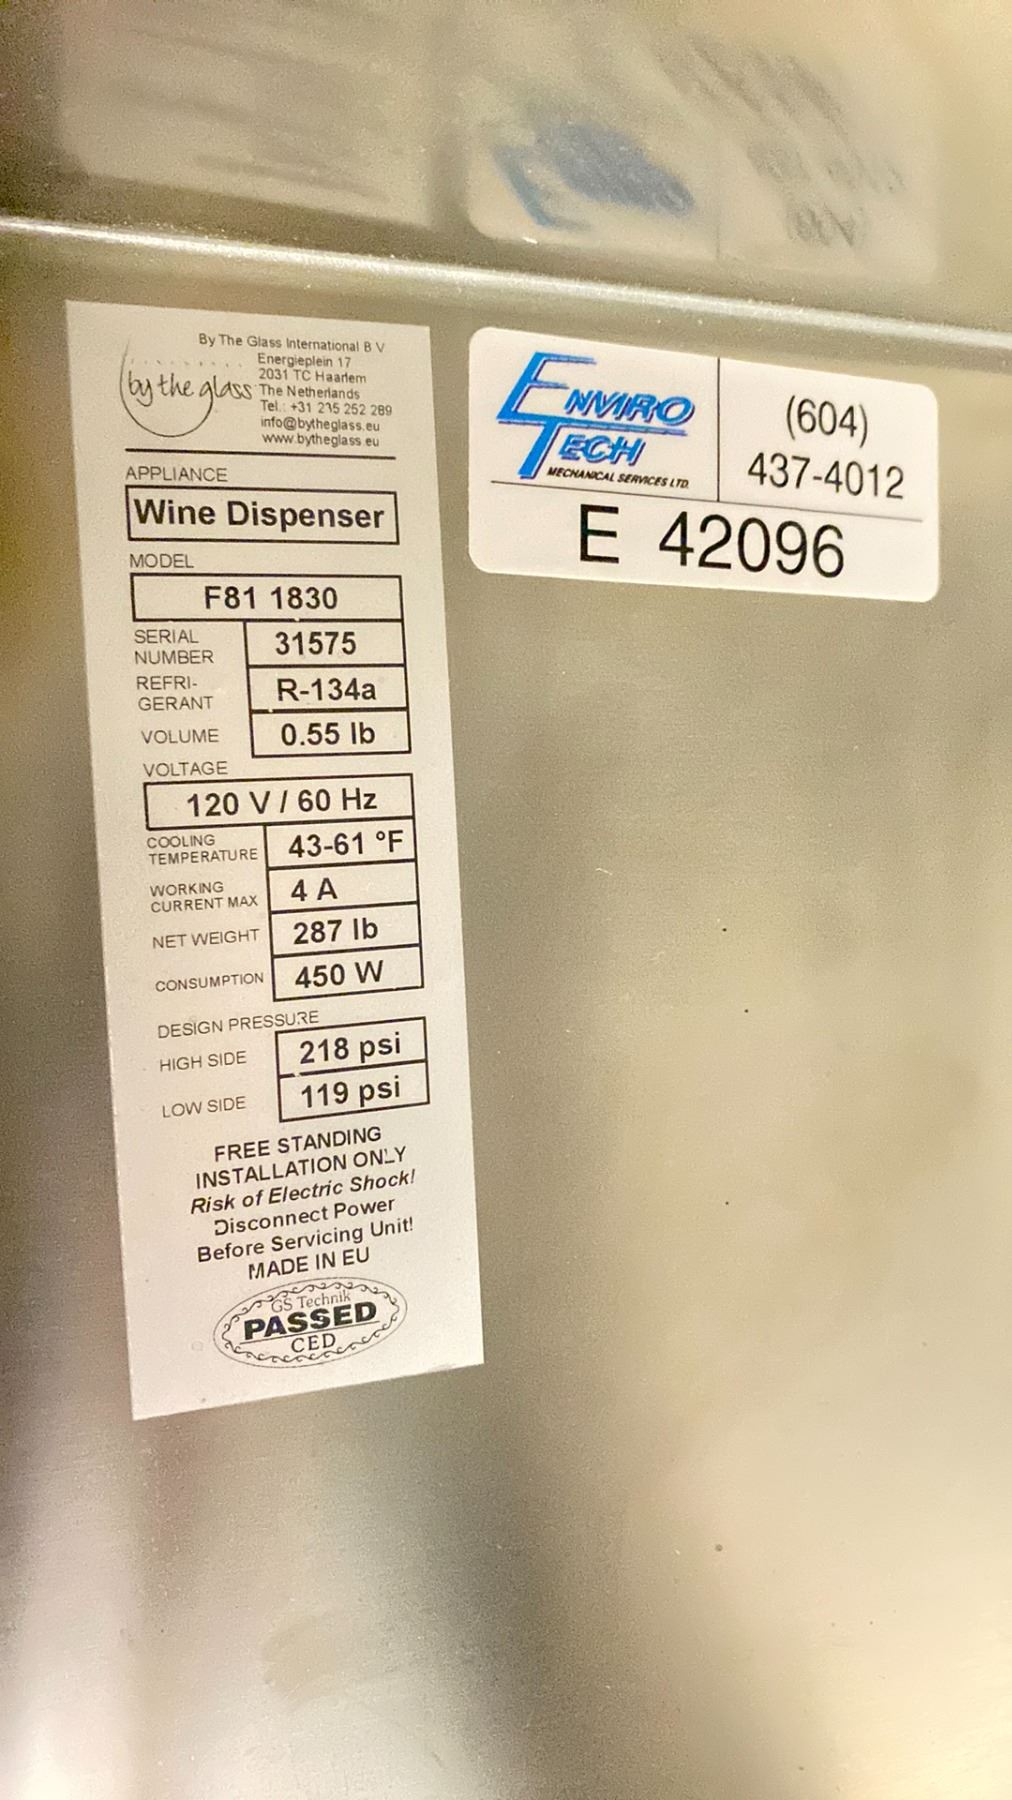 By The Glass International B V
Energieplein 17
2031 TC Haarlem
The Netherlands
Tel.: +31 215 252 289
info@bytheglass.eu
www.bytheglass.eu
by the glass
APPLIANCE
Wine Dispenser
MODEL
F81 1830
SERIAL NUMBER 31575
REFRI-GERANT R-134a
VOLUME 0.55 lb
VOLTAGE
120 V / 60 Hz
COOLING TEMPERATURE 43-61 °F
WORKING CURRENT MAX 4 A
NET WEIGHT 287 lb
CONSUMPTION 450 W
DESIGN PRESSURE
HIGH SIDE 218 psi
LOW SIDE 119 psi
FREE STANDING
INSTALLATION ONLY
Risk of Electric Shock!
Disconnect Power
Before Servicing Unit!
MADE IN EU
GS Technik
PASSED
CED
ENVIRO
TECH
MECHANICAL SERVICES LTD.
(604)
437-4012
E 42096